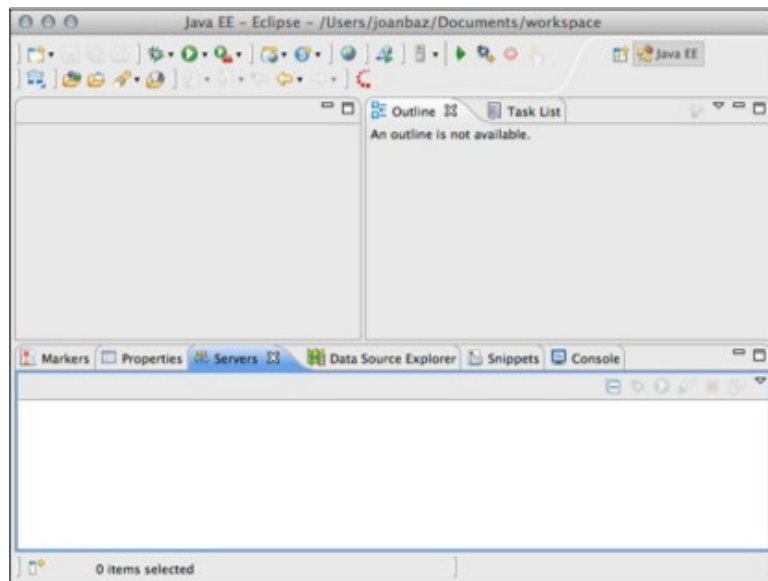 Java EE – Eclipse – /Users/joanbaz/Documents/workspace
Java EE
Outline Task List
An outline is not available.
Markers Properties Servers Data Source Explorer Snippets Console
0 items selected